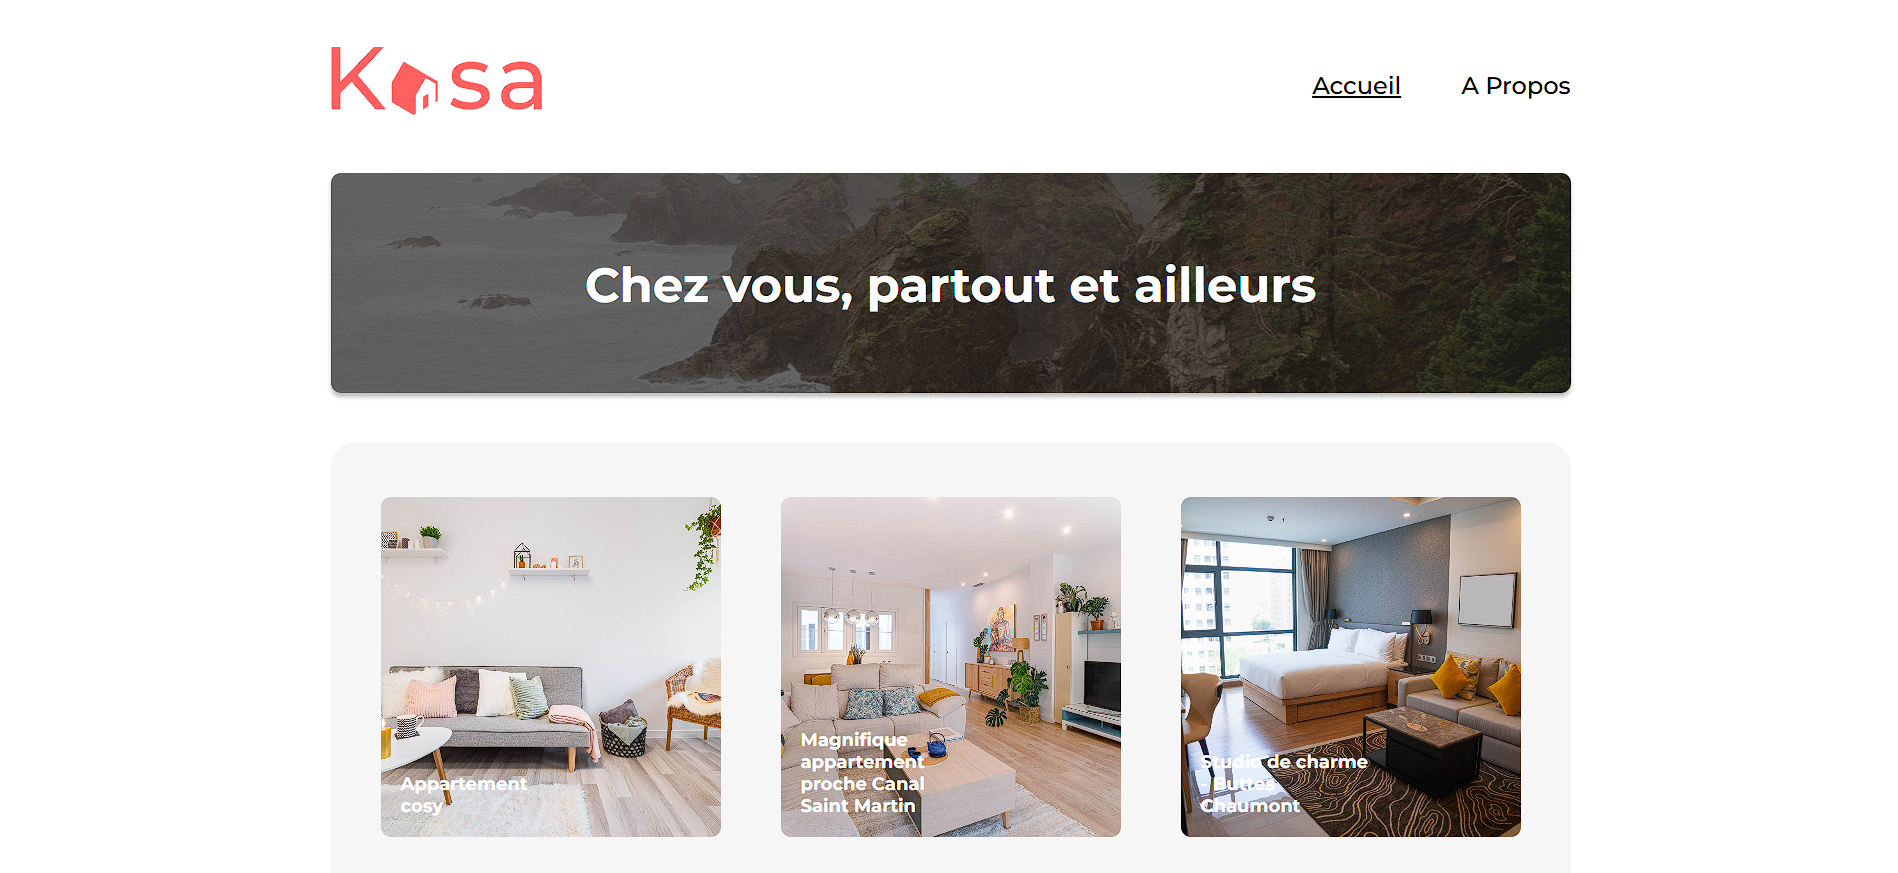 Kasa
Accueil
A Propos
Chez vous, partout et ailleurs
Appartement
cosy
Magnifique
appartement
proche Canal
Saint Martin
Studio de charme
- Buttes
Chaumont